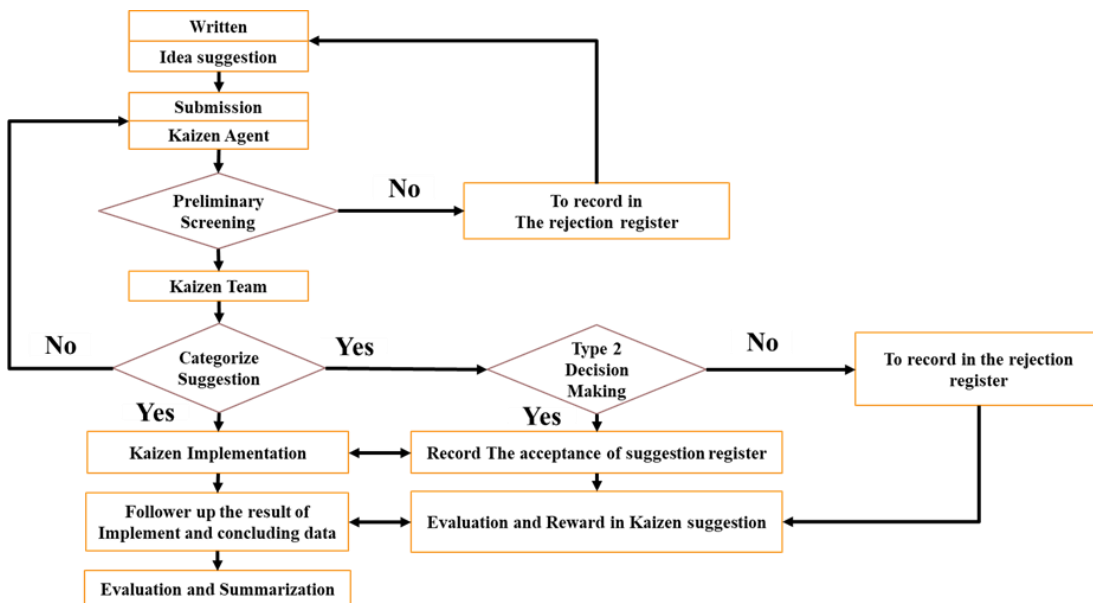 Written
Idea suggestion
Submission
Kaizen Agent
No
Preliminary
Screening
To record in
The rejection register
Kaizen Team
No
Categorize
Suggestion
Yes
Type 2
Decision
Making
No
To record in the rejection
register
Yes
Yes
Kaizen Implementation
Record The acceptance of suggestion register
Follower up the result of
Implement and concluding data
Evaluation and Reward in Kaizen suggestion
Evaluation and Summarization